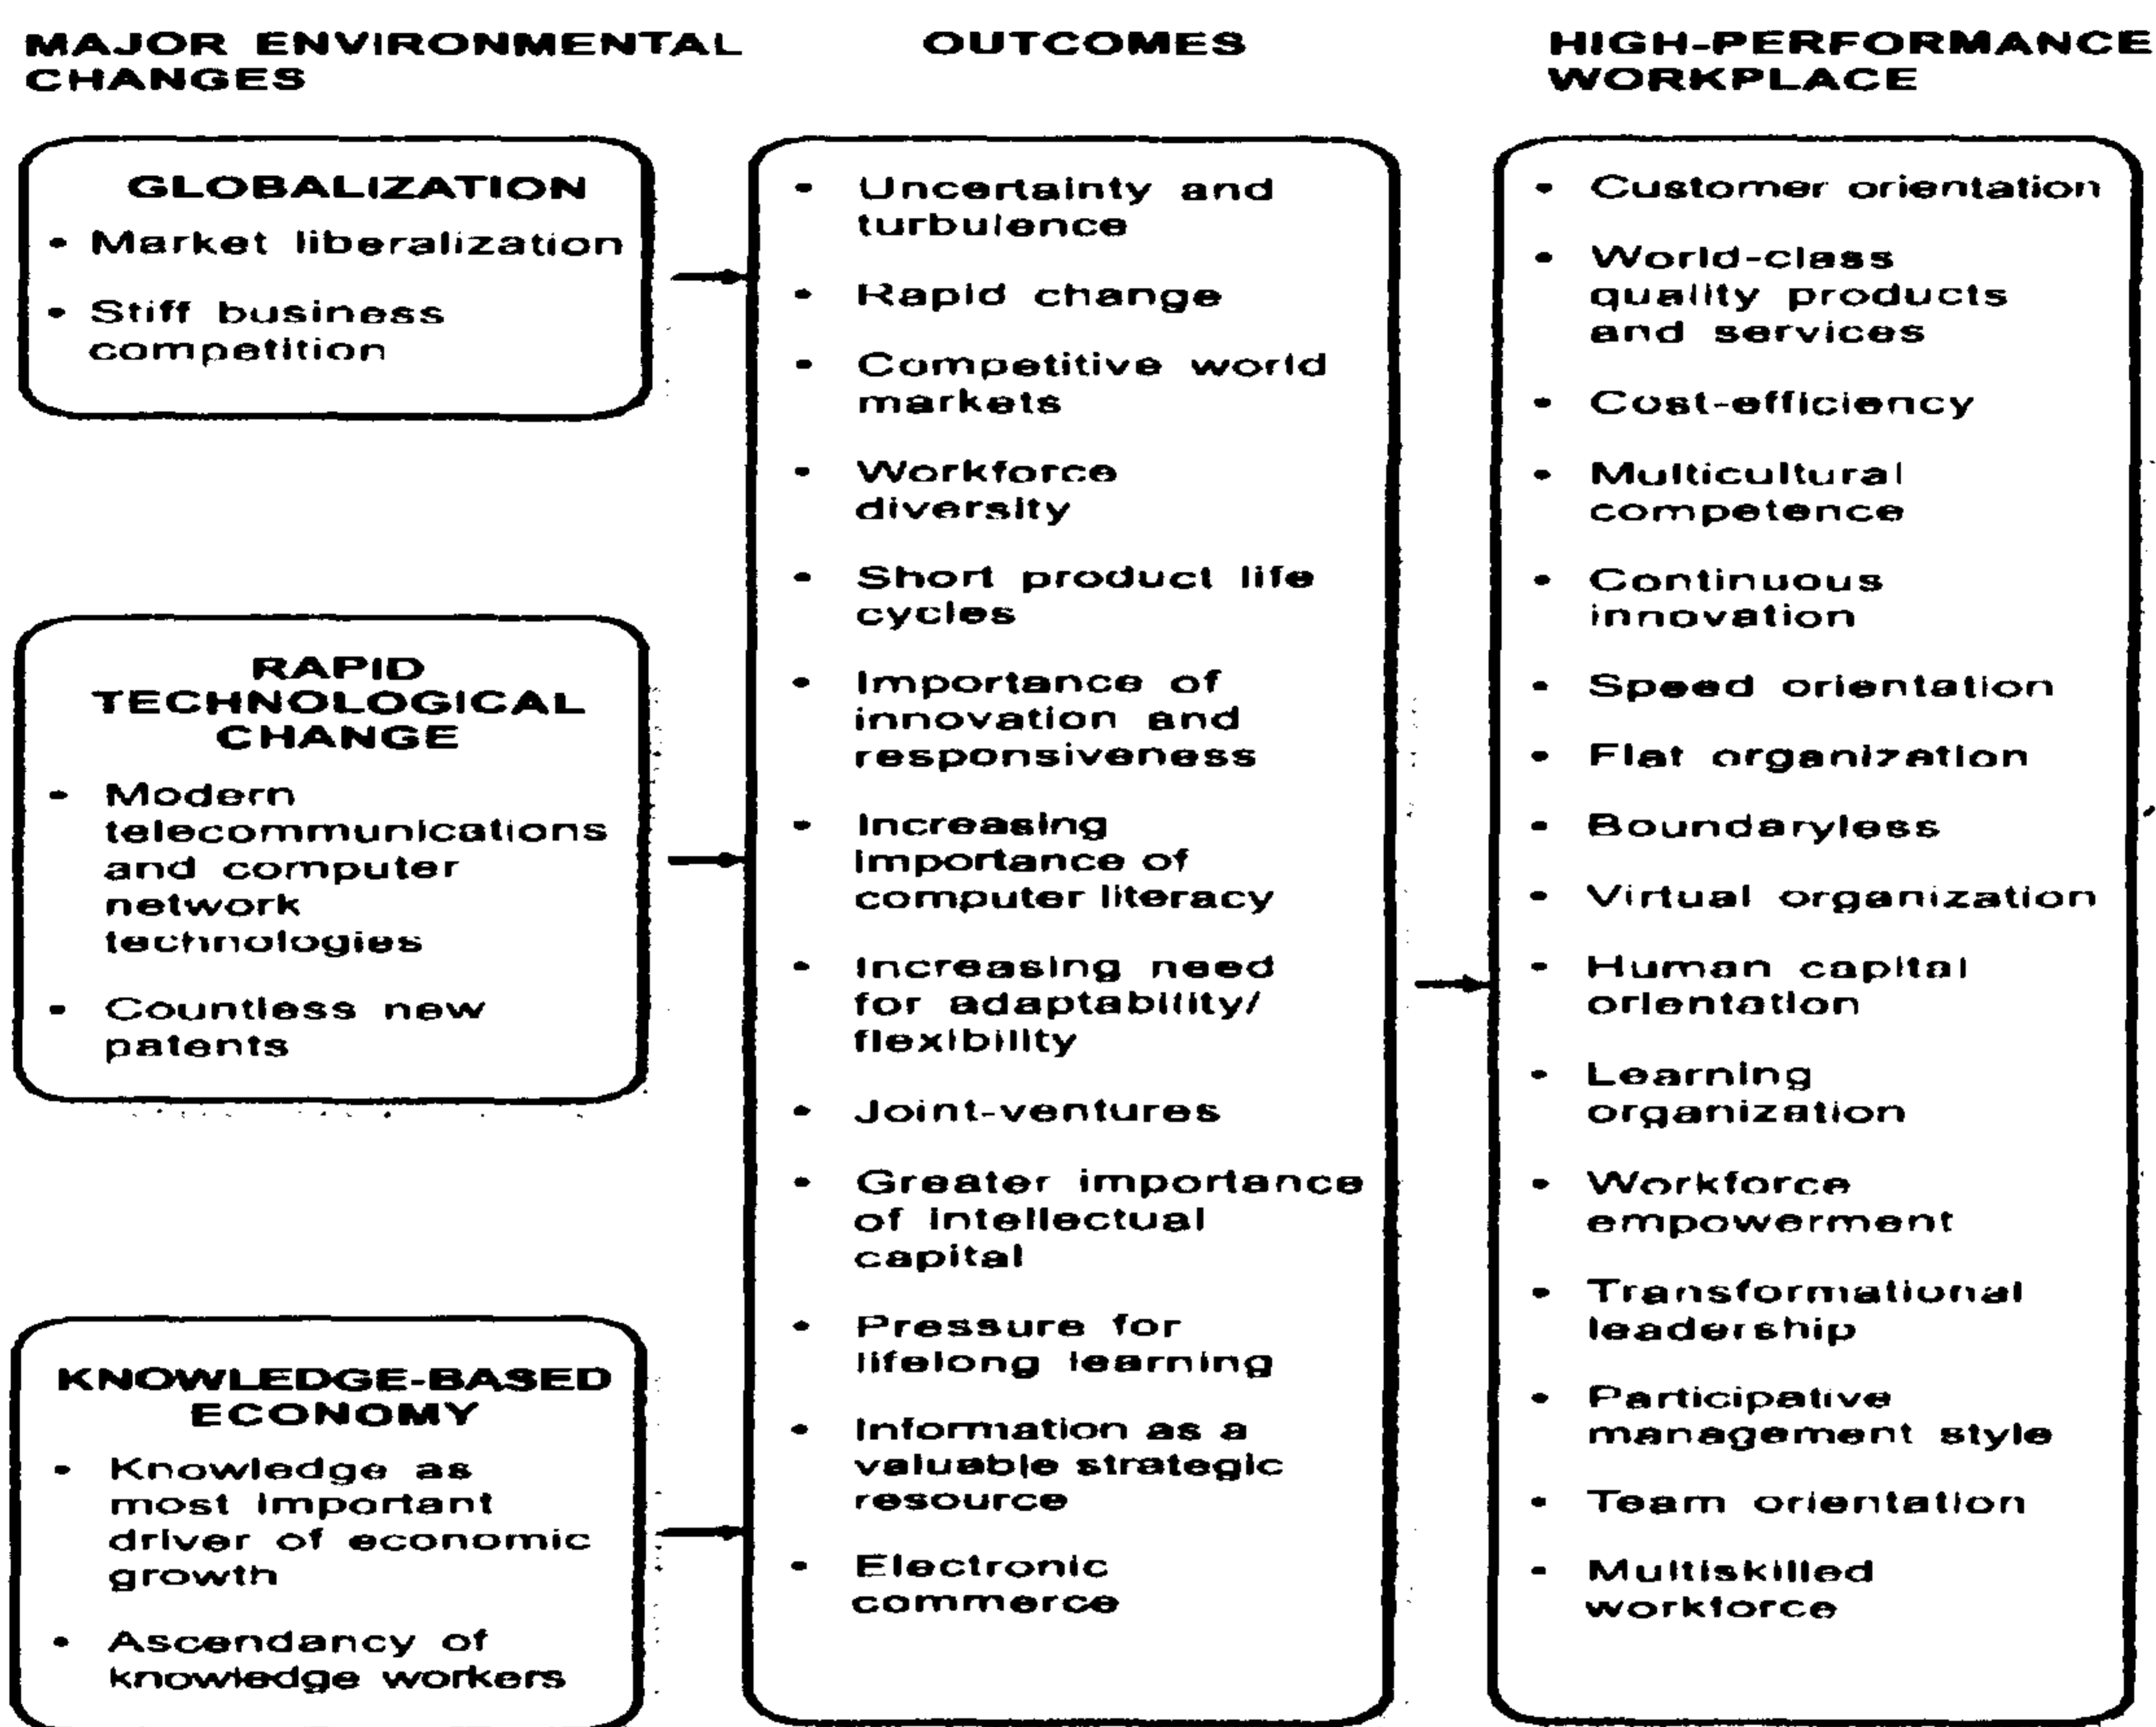 MAJOR ENVIRONMENTAL
CHANGES
GLOBALIZATION
• Market liberalization
• Stiff business
competition
RAPID
TECHNOLOGICAL
CHANGE
• Modern
telecommunications
and computer
network
technologies
• Countless new
patents
KNOWLEDGE-BASED
ECONOMY
• Knowledge as
most important
driver of economic
growth
• Ascendancy of
knowledge workers
OUTCOMES
• Uncertainty and
turbulence
• Rapid change
• Competitive world
markets
• Workforce
diversity
• Short product life
cycles
• Importance of
innovation and
responsiveness
• Increasing
importance of
computer literacy
• Increasing need
for adaptability/
flexibility
• Joint-ventures
• Greater importance
of intellectual
capital
• Pressure for
lifelong learning
• Information as a
valuable strategic
resource
• Electronic
commerce
HIGH-PERFORMANCE
WORKPLACE
• Customer orientation
• World-class
quality products
and services
• Cost-efficiency
• Multicultural
competence
• Continuous
innovation
• Speed orientation
• Flat organization
• Boundaryless
• Virtual organization
• Human capital
orientation
• Learning
organization
• Workforce
empowerment
• Transformational
leadership
• Participative
management style
• Team orientation
• Multiskilled
workforce